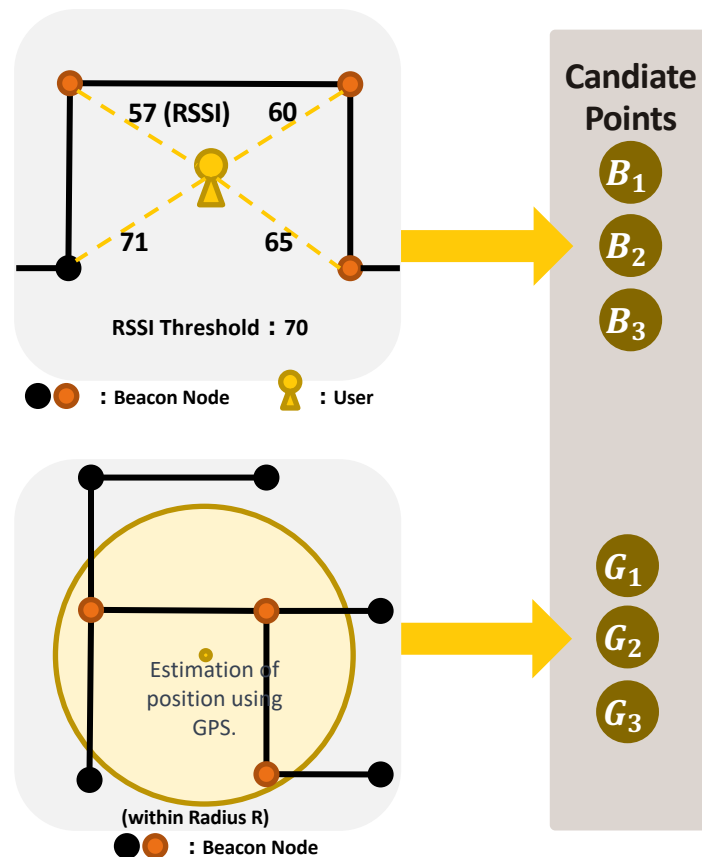 57 (RSSI) 60
71 65
RSSI Threshold : 70
: Beacon Node : User
Candiate
Points
B1
B2
B3
Estimation of
position using
GPS.
(within Radius R)
: Beacon Node
G1
G2
G3